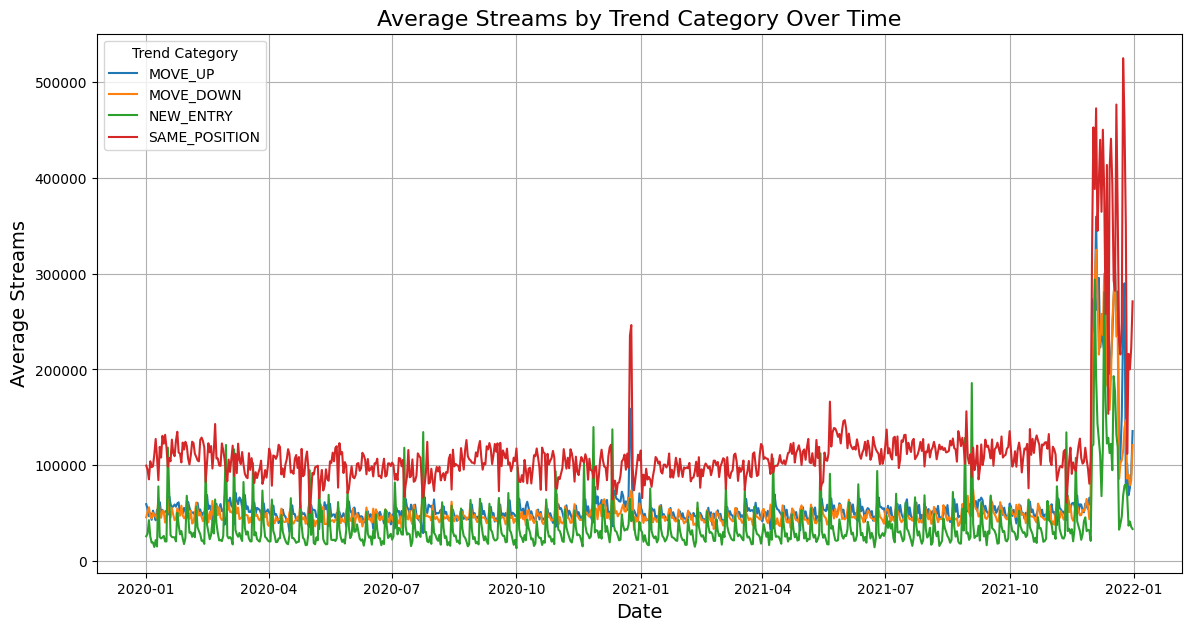 Average Streams by Trend Category Over Time
Trend Category
MOVE_UP
MOVE_DOWN
NEW_ENTRY
SAME_POSITION
Average Streams
500000
400000
300000
200000
100000
0
2020-01
2020-04
2020-07
2020-10
2021-01
2021-04
2021-07
2021-10
2022-01
Date